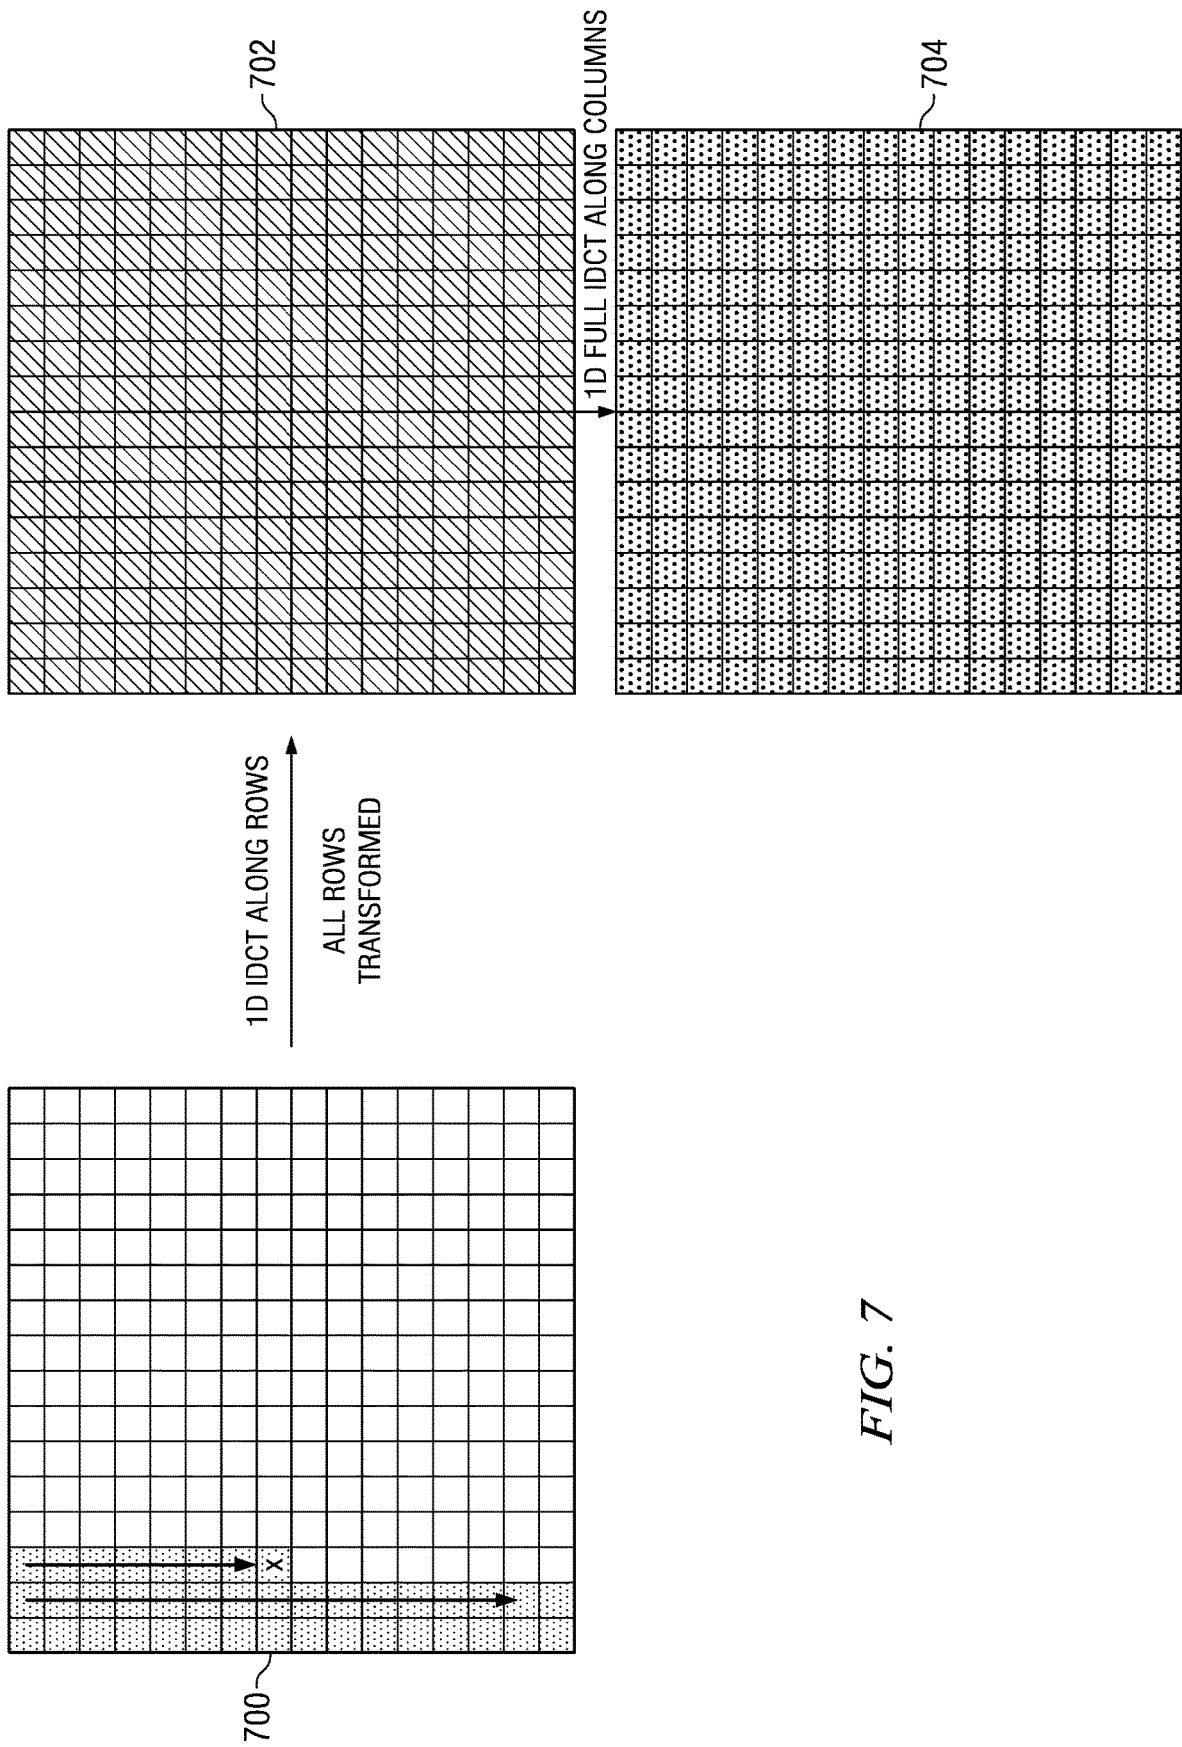 700
X
1D IDCT ALONG ROWS
ALL ROWS
TRANSFORMED
702
1D FULL IDCT ALONG COLUMNS
704
FIG. 7